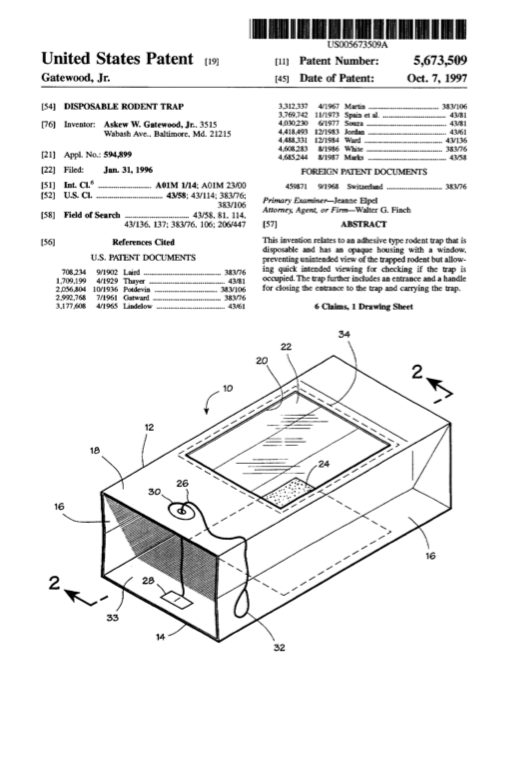 US005673509A
United States Patent [19]
Gatewood, Jr.
[11] Patent Number: 5,673,509
[45] Date of Patent: Oct. 7, 1997
[54] DISPOSABLE RODENT TRAP
[76] Inventor: Askew W. Gatewood, Jr., 3515
Wabash Ave., Baltimore, Md. 21215
[21] Appl. No.: 594,899
[22] Filed: Jan. 31, 1996
[51] Int. Cl.6 ........................ A01M 1/14; A01M 23/00
[52] U.S. Cl. ........................ 43/58; 43/114; 383/76;
383/106
[58] Field of Search ........................ 43/58, 81, 114,
43/136, 137; 383/76, 106; 206/447
[56] References Cited
U.S. PATENT DOCUMENTS
708,234 9/1902 Laird ........................ 383/76
1,709,199 4/1929 Thayer ........................ 43/81
2,056,804 10/1936 Potdevin ........................ 383/106
2,992,768 7/1961 Gatward ........................ 383/76
3,177,608 4/1965 Lindelow ........................ 43/61
3,312,337 4/1967 Martin ........................ 383/106
3,769,742 11/1973 Spain et al. ........................ 43/81
4,030,230 6/1977 Souza ........................ 43/81
4,418,493 12/1983 Jordan ........................ 43/61
4,488,331 12/1984 Ward ........................ 43/136
4,608,283 8/1986 White ........................ 383/76
4,685,244 8/1987 Marks ........................ 43/58
FOREIGN PATENT DOCUMENTS
459871 9/1968 Switzerland ........................ 383/76
Primary Examiner—Jeanne Elpel
Attorney, Agent, or Firm—Walter G. Finch
[57] ABSTRACT
This invention relates to an adhesive type rodent trap that is
disposable and has an opaque housing with a window,
preventing unintended view of the trapped rodent but allow-
ing quick intended viewing for checking if the trap is
occupied. The trap further includes an entrance and a handle
for closing the entrance to the trap and carrying the trap.
6 Claims, 1 Drawing Sheet
34
22
20
2
10
12
24
18
26
30
16
16
2
28
33
14
32